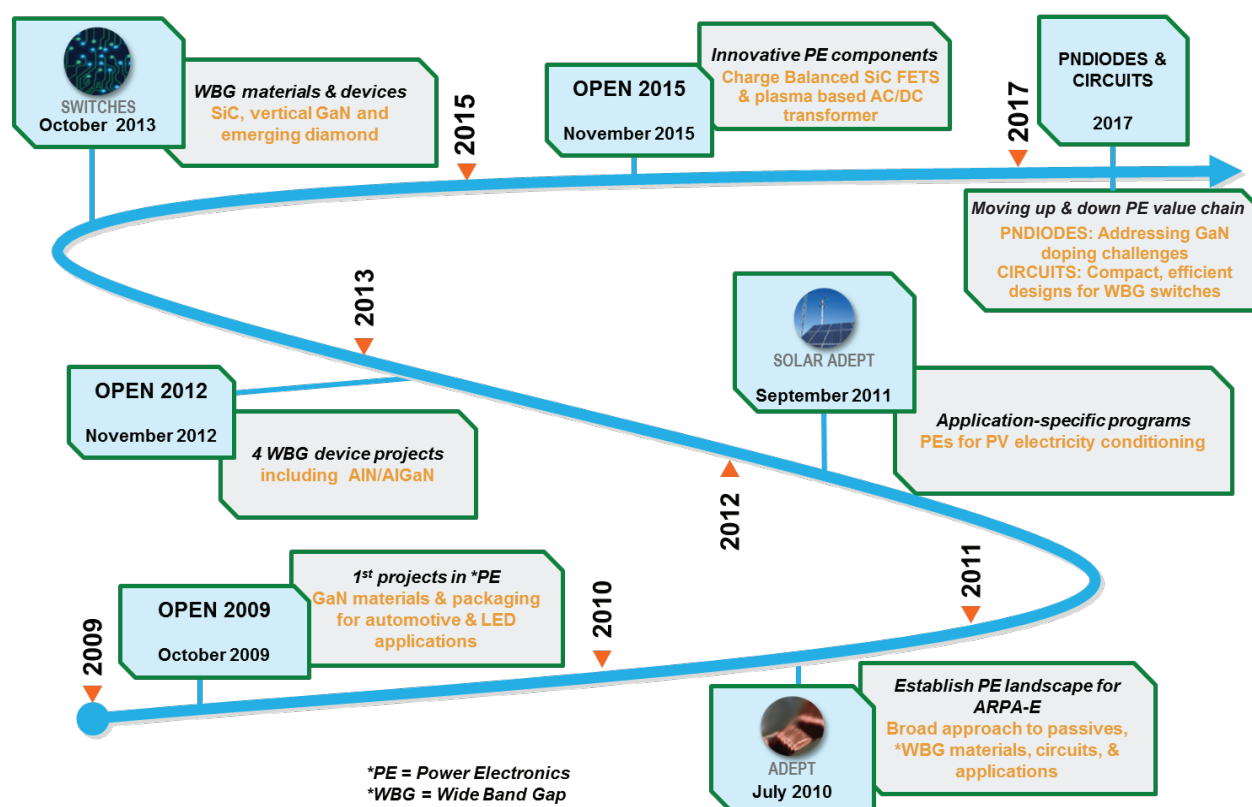 SWITCHES
October 2013
WBG materials & devices
SiC, vertical GaN and
emerging diamond
2015
OPEN 2015
November 2015
Innovative PE components
Charge Balanced SiC FETS
& plasma based AC/DC
transformer
2017
PNDIODES &
CIRCUITS
2017
Moving up & down PE value chain
PNDIODES: Addressing GaN
doping challenges
CIRCUITS: Compact, efficient
designs for WBG switches
2013
OPEN 2012
November 2012
4 WBG device projects
including AlN/AlGaN
SOLAR ADEPT
September 2011
Application-specific programs
PEs for PV electricity conditioning
2012
2011
2009
OPEN 2009
October 2009
1st projects in *PE
GaN materials & packaging
for automotive & LED
applications
2010
ADEPT
July 2010
Establish PE landscape for
ARPA-E
Broad approach to passives,
*WBG materials, circuits, &
applications
*PE = Power Electronics
*WBG = Wide Band Gap